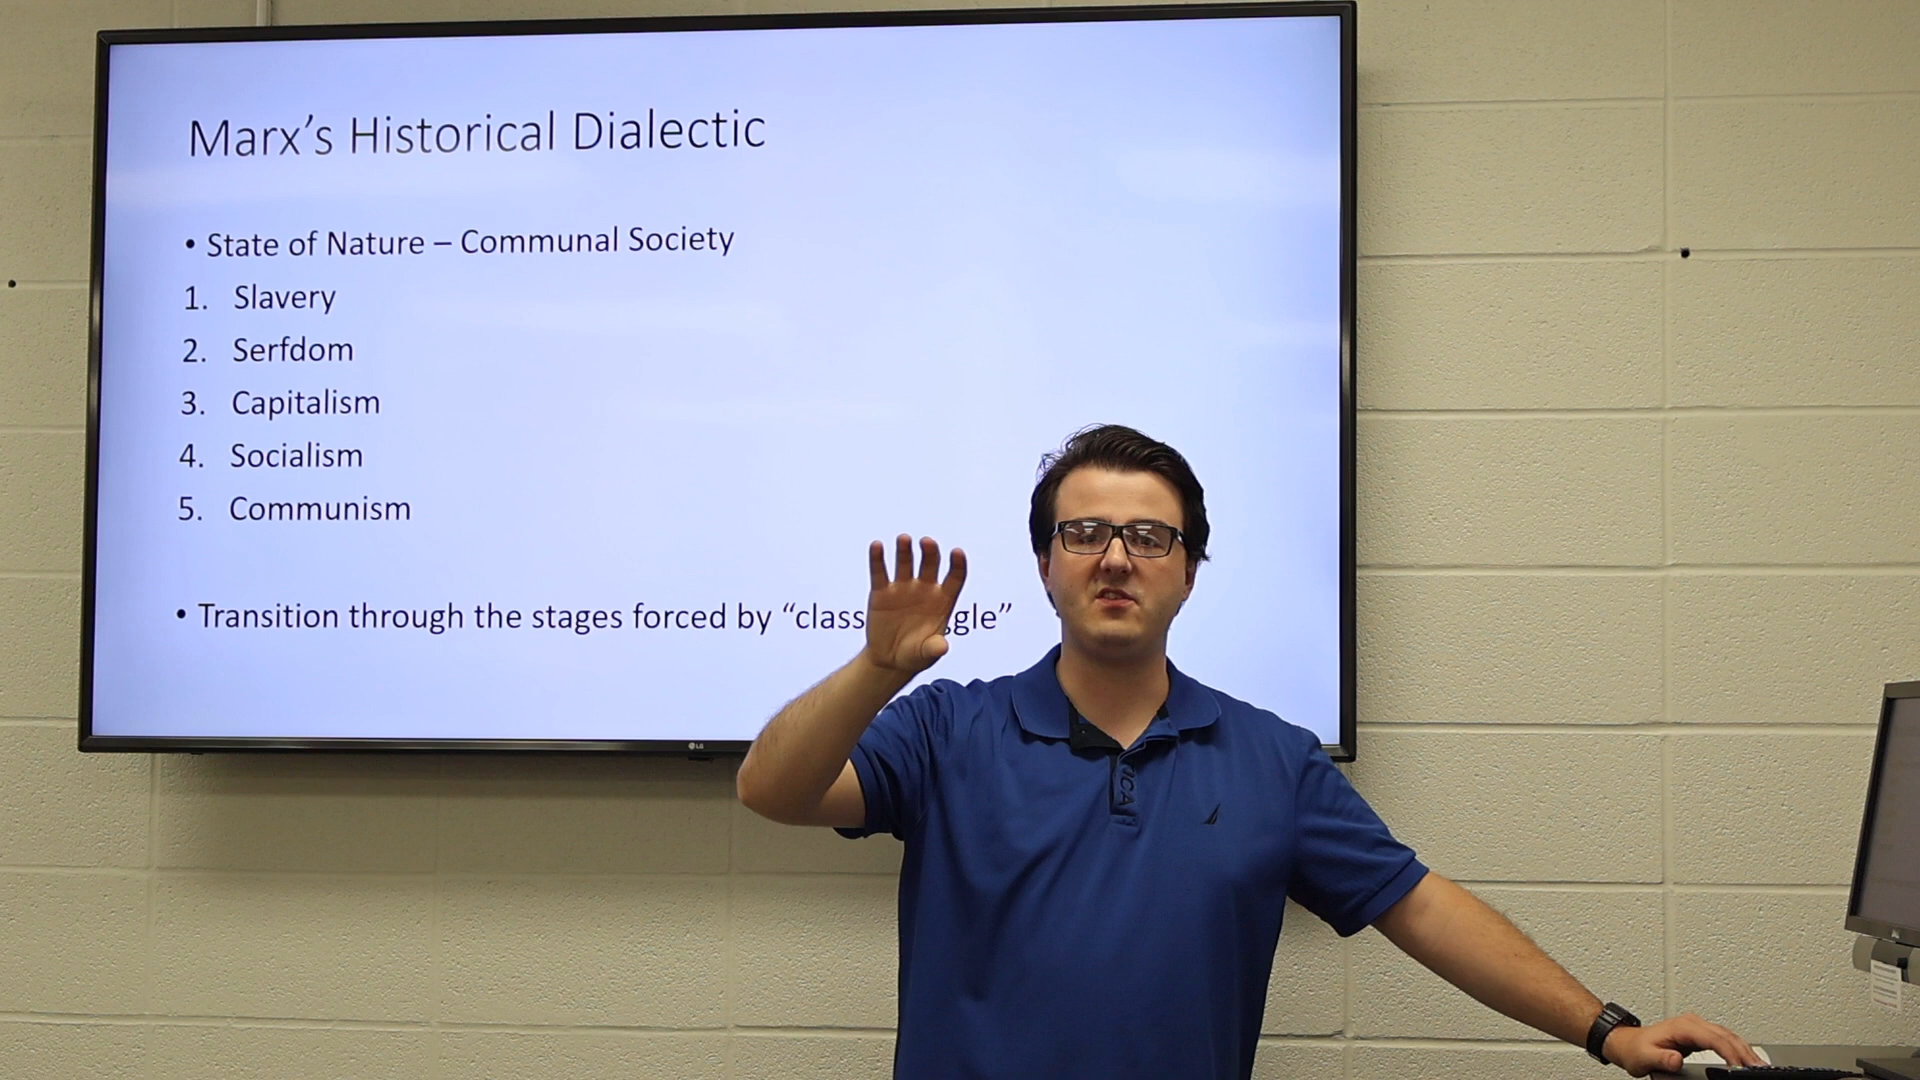 Marx’s Historical Dialectic
• State of Nature – Communal Society
1. Slavery
2. Serfdom
3. Capitalism
4. Socialism
5. Communism
• Transition through the stages forced by “class ggle”
LG